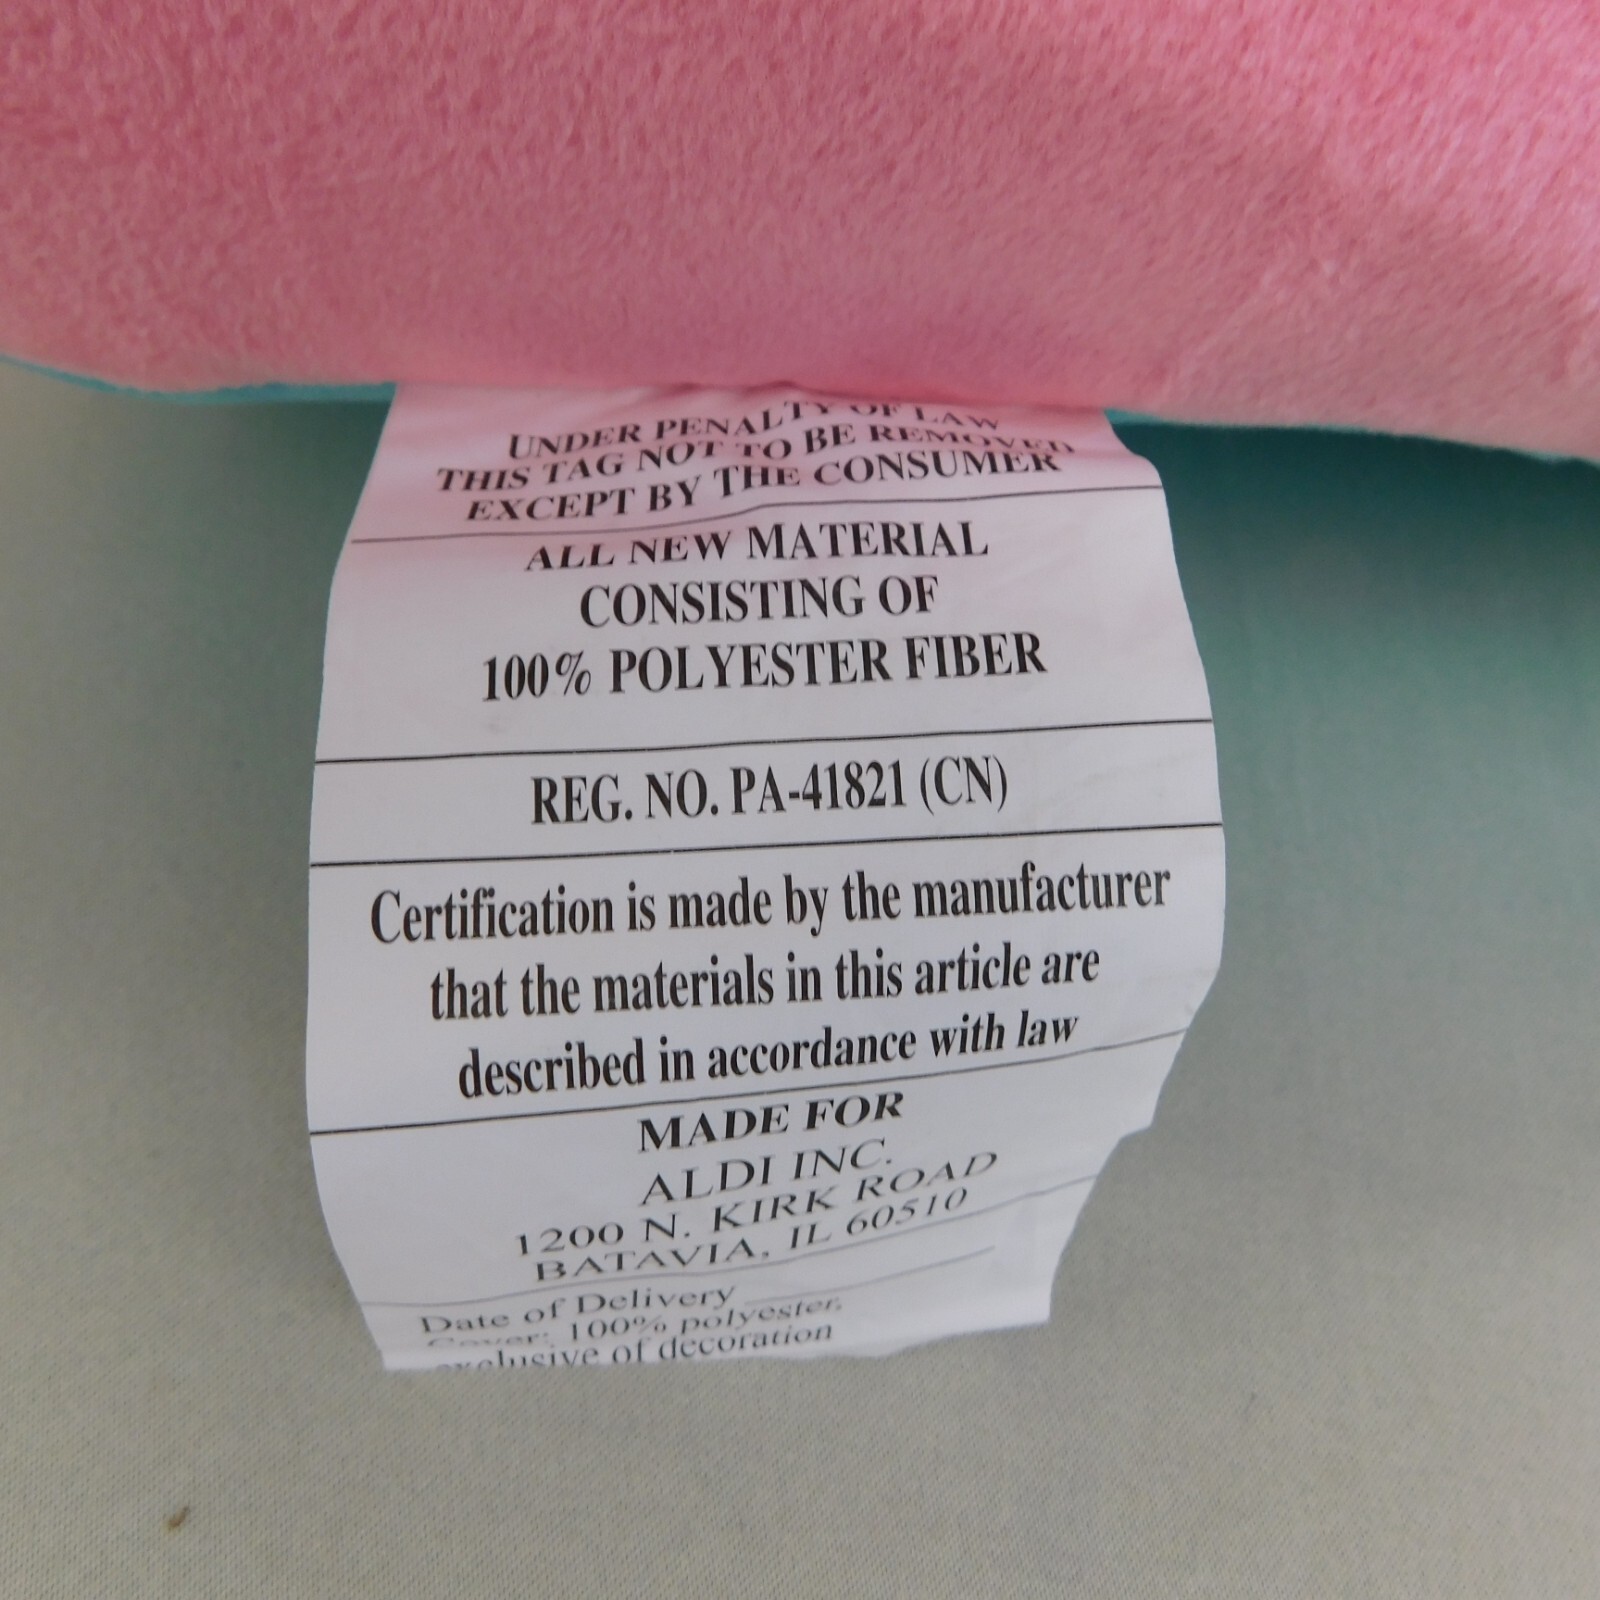 UNDER PENALTY OF LAW
THIS TAG NOT TO BE REMOVED
EXCEPT BY THE CONSUMER
ALL NEW MATERIAL
CONSISTING OF
100% POLYESTER FIBER
REG. NO. PA-41821 (CN)
Certification is made by the manufacturer
that the materials in this article are
described in accordance with law
MADE FOR
ALDI INC.
1200 N. KIRK ROAD
BATAVIA, IL 60510
Date of Delivery
Cover: 100% polyester,
exclusive of decoration